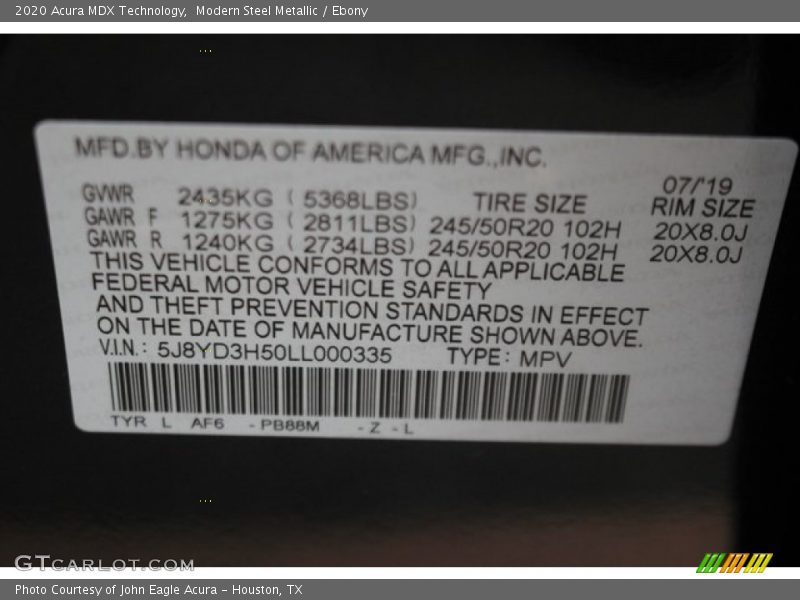 2020 Acura MDX Technology,  Modern Steel Metallic / Ebony
MFD.BY HONDA OF AMERICA MFG.,INC.
07/'19
GVWR 2435KG ( 5368LBS) TIRE SIZE RIM SIZE
GAWR F 1275KG ( 2811LBS) 245/50R20 102H 20X8.0J
GAWR R 1240KG ( 2734LBS) 245/50R20 102H 20X8.0J
THIS VEHICLE CONFORMS TO ALL APPLICABLE
FEDERAL MOTOR VEHICLE SAFETY
AND THEFT PREVENTION STANDARDS IN EFFECT
ON THE DATE OF MANUFACTURE SHOWN ABOVE.
V.I.N.: 5J8YD3H50LL000335 TYPE: MPV
TYR L AF6 - PB88M - Z - L
GTCARLOT.COM
Photo Courtesy of John Eagle Acura – Houston, TX